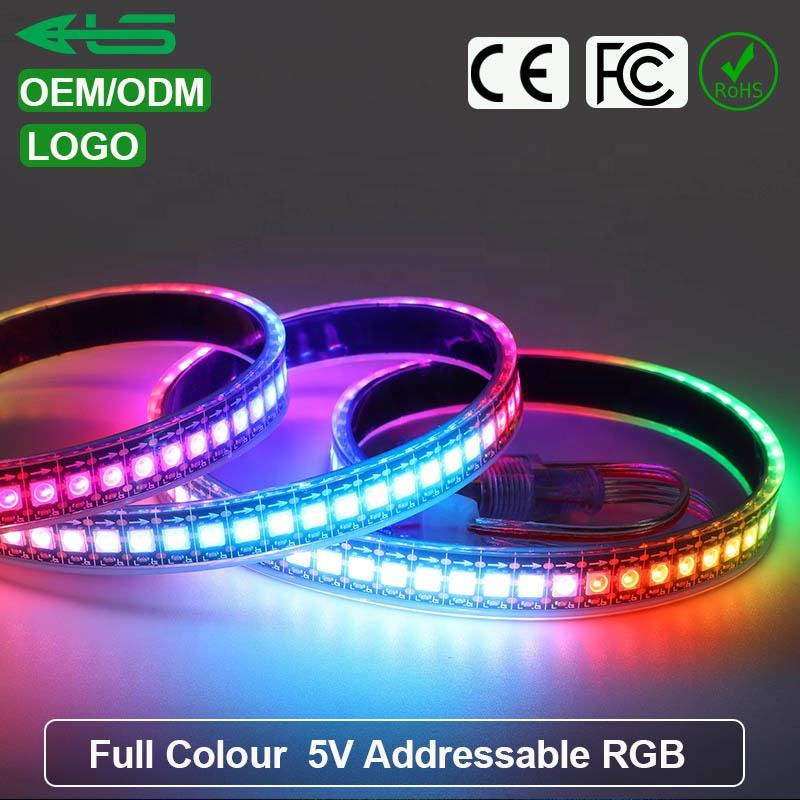 OEM/ODM
LOGO
CE
FC
RoHS
Full Colour 5V Addressable RGB